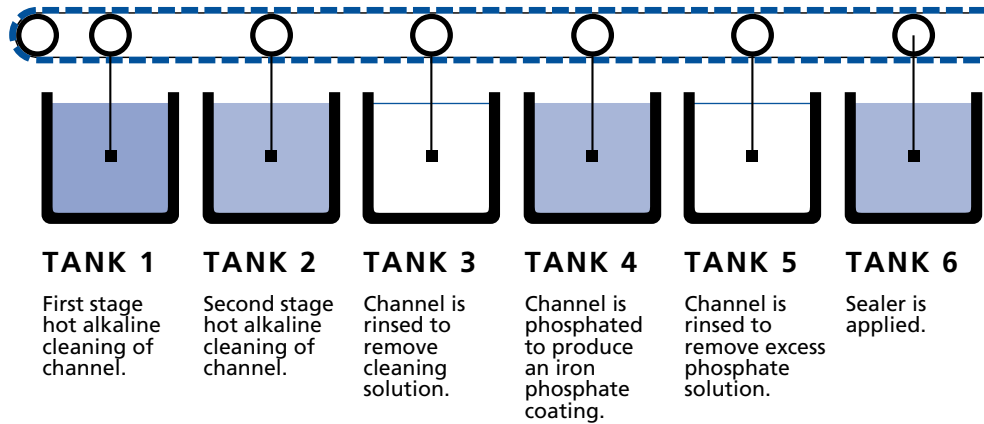 TANK 1
First stage
hot alkaline
cleaning of
channel.
TANK 2
Second stage
hot alkaline
cleaning of
channel.
TANK 3
Channel is
rinsed to
remove
cleaning
solution.
TANK 4
Channel is
phosphated
to produce
an iron
phosphate
coating.
TANK 5
Channel is
rinsed to
remove excess
phosphate
solution.
TANK 6
Sealer is
applied.